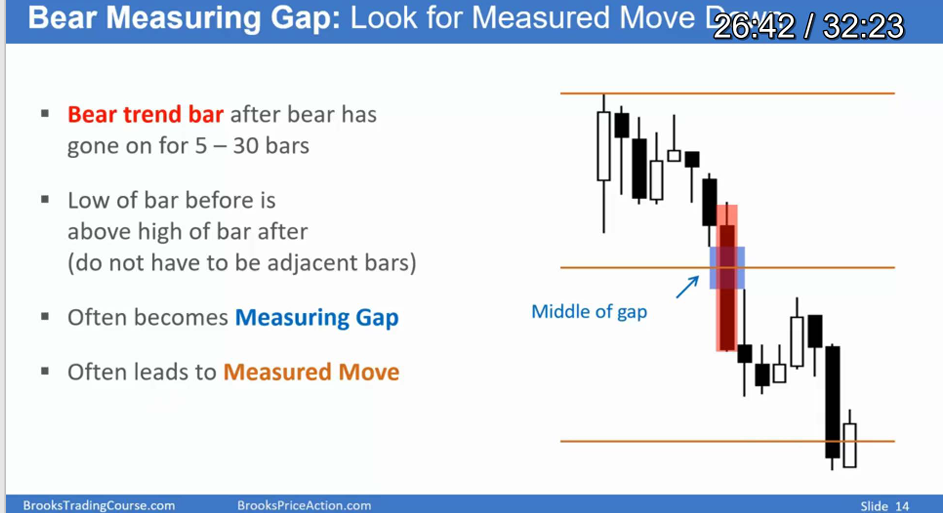 Bear Measuring Gap: Look for Measured Move Down
26:42 / 32:23
▪ Bear trend bar after bear has
gone on for 5 – 30 bars
▪ Low of bar before is
above high of bar after
(do not have to be adjacent bars)
▪ Often becomes Measuring Gap
▪ Often leads to Measured Move
Middle of gap
BrooksTradingCourse.com
BrooksPriceAction.com
Slide 14